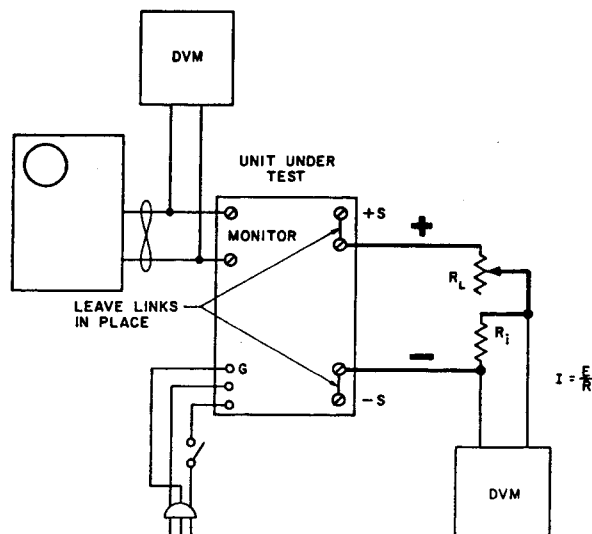 DVM
UNIT UNDER
TEST
+S
MONITOR
+
R_L
LEAVE LINKS
IN PLACE
R_i
G
−
I = E/R
−S
DVM